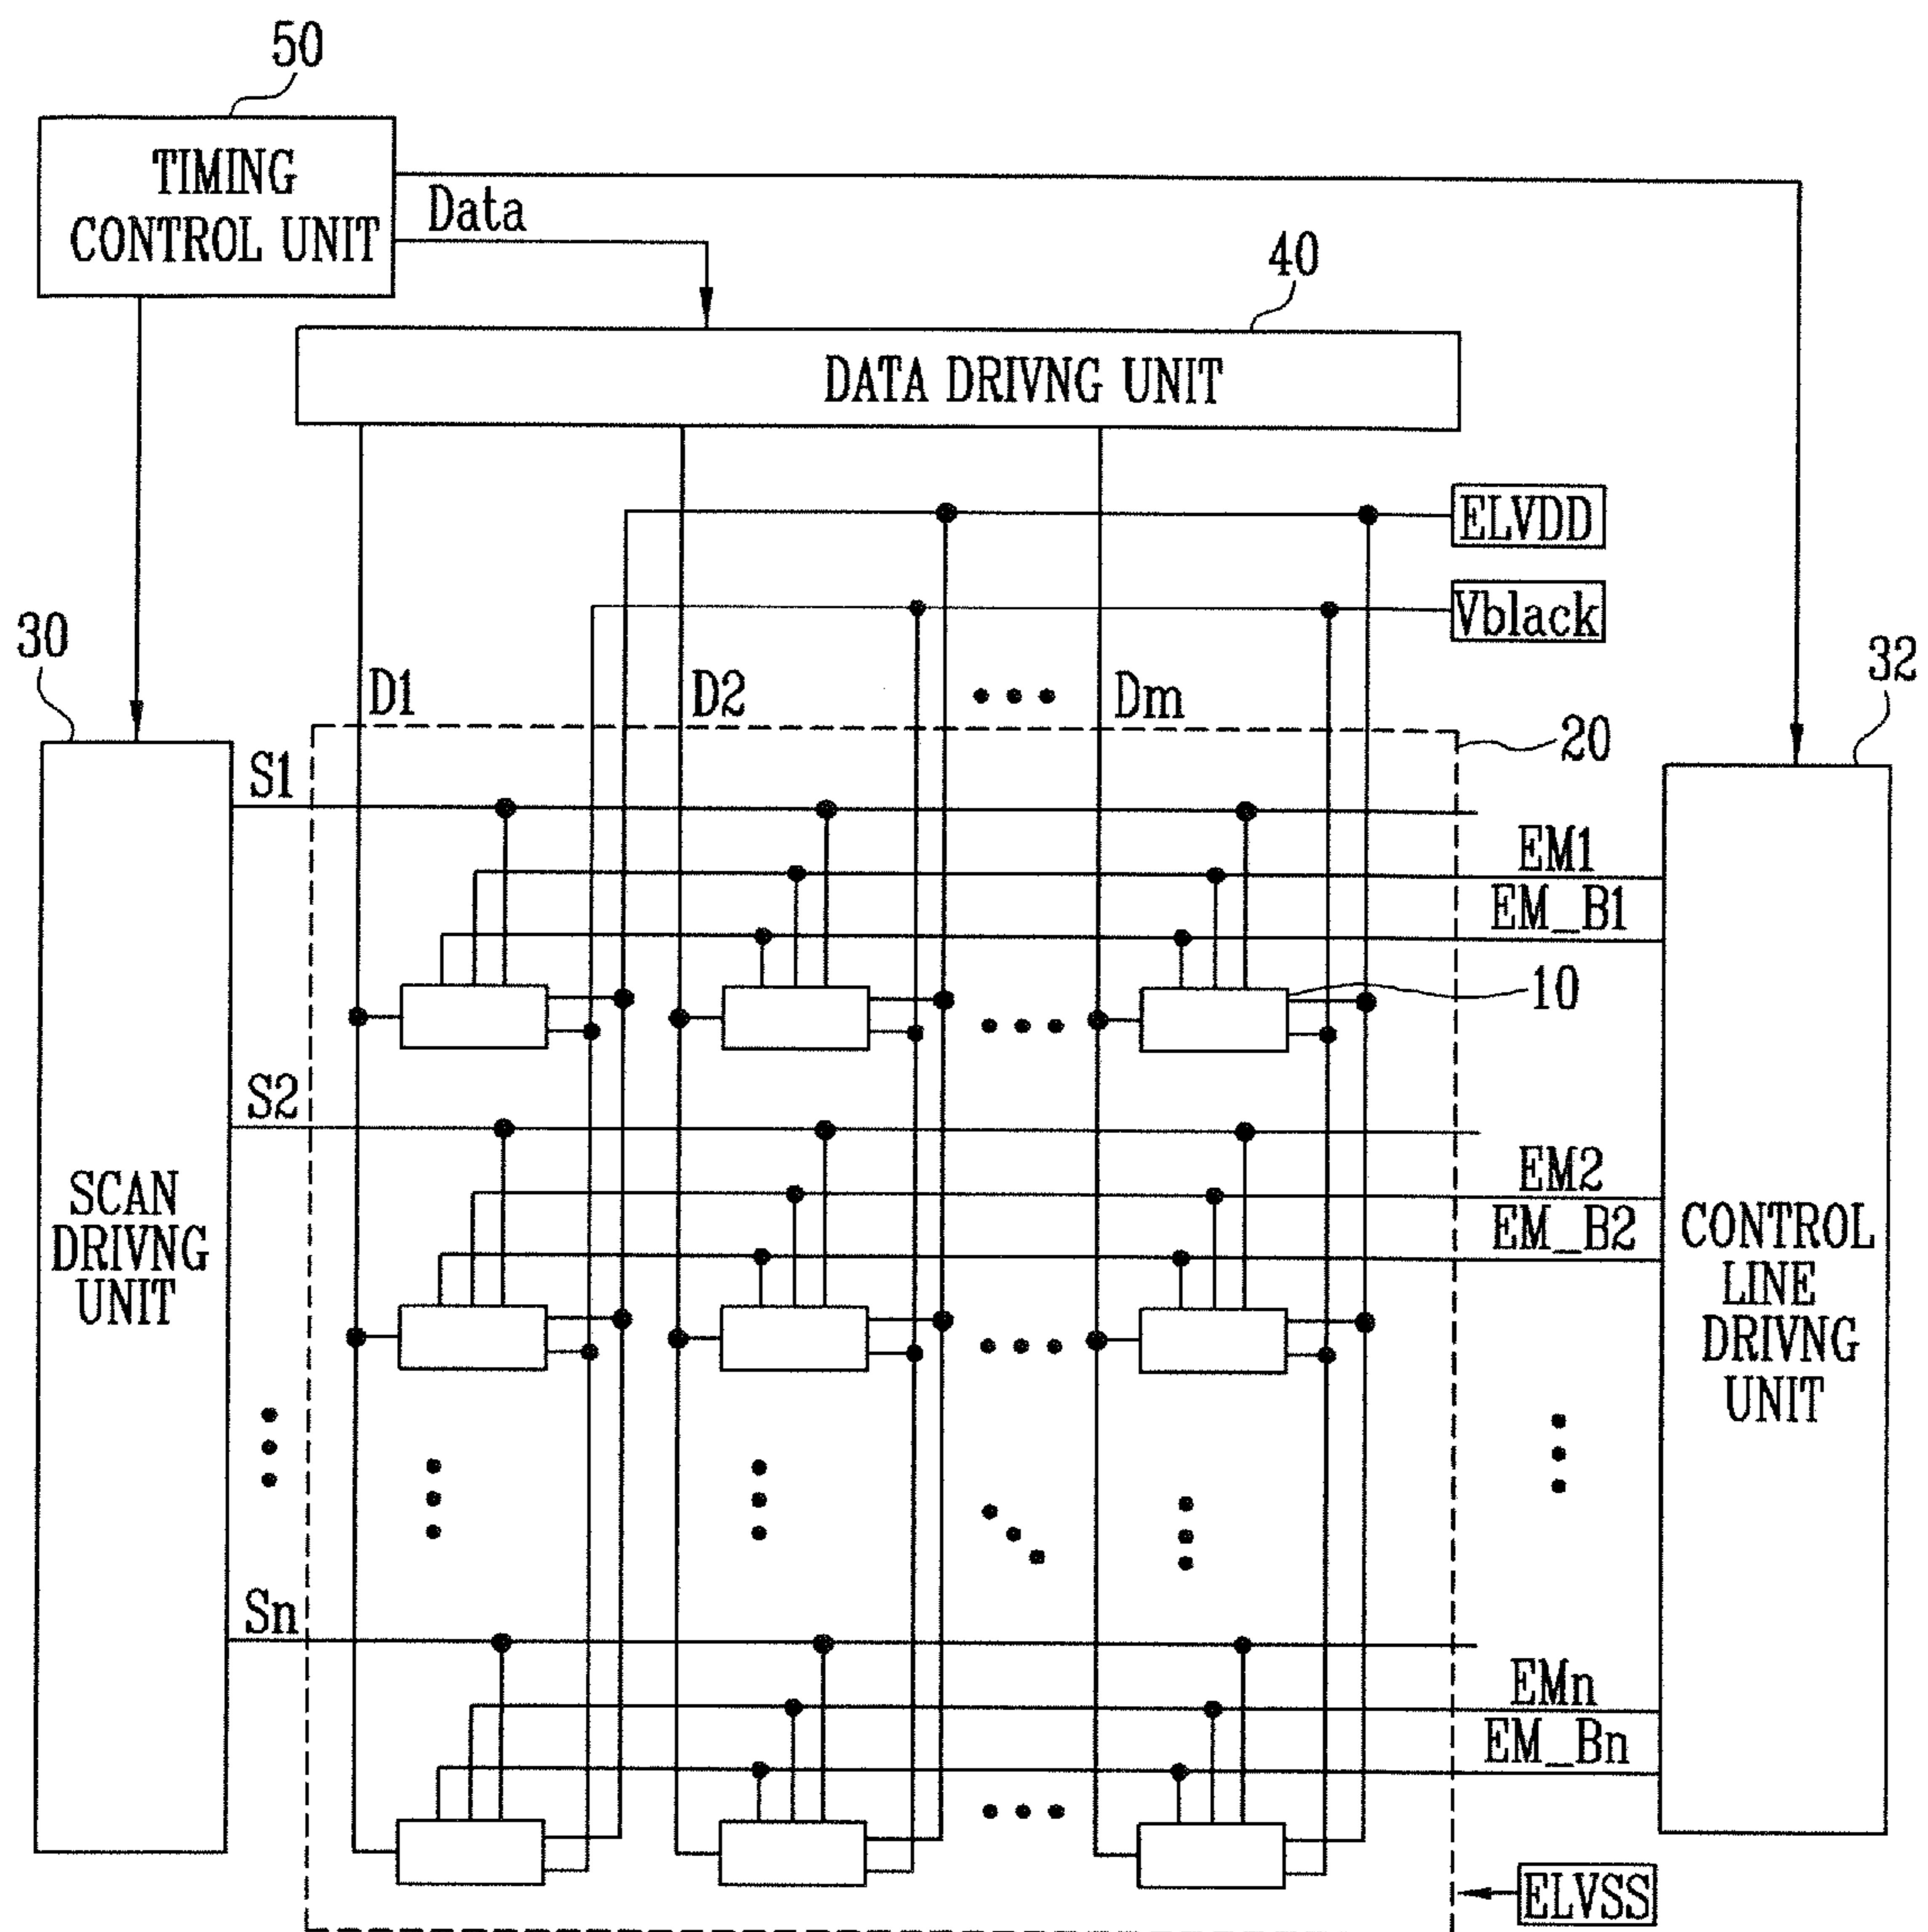 50
TIMING
CONTROL UNIT
Data
40
DATA DRIVNG UNIT
ELVDD
Vblack
30
D1
D2
Dm
32
20
S1
EM1
EM_B1
10
S2
EM2
EM_B2
SCAN
DRIVNG
UNIT
CONTROL
LINE
DRIVNG
UNIT
Sn
EMn
EM_Bn
ELVSS